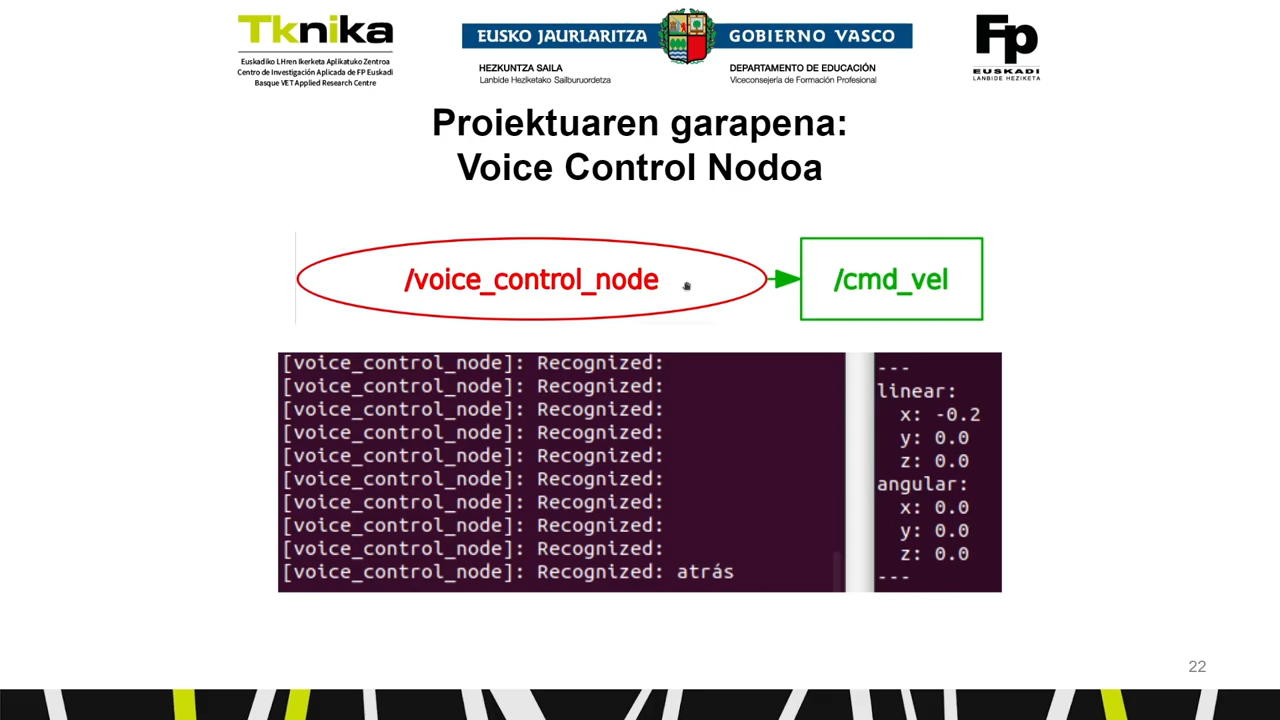 Tknika
Euskadiko LHren Ikerketa Aplikatuko Zentroa
Centro de Investigación Aplicada de FP Euskadi
Basque VET Applied Research Centre
EUSKO JAURLARITZA GOBIERNO VASCO
HEZKUNTZA SAILA
Lanbide Heziketako Sailburuordetza
DEPARTAMENTO DE EDUCACIÓN
Viceconsejería de Formación Profesional
Fp
EUSKADI
LANBIDE HEZIKETA
Proiektuaren garapena:
Voice Control Nodoa
/voice_control_node
/cmd_vel
[voice_control_node]: Recognized:
[voice_control_node]: Recognized:
[voice_control_node]: Recognized:
[voice_control_node]: Recognized:
[voice_control_node]: Recognized:
[voice_control_node]: Recognized:
[voice_control_node]: Recognized:
[voice_control_node]: Recognized:
[voice_control_node]: Recognized:
[voice_control_node]: Recognized: atrás
---
linear:
x: -0.2
y: 0.0
z: 0.0
angular:
x: 0.0
y: 0.0
z: 0.0
---
22